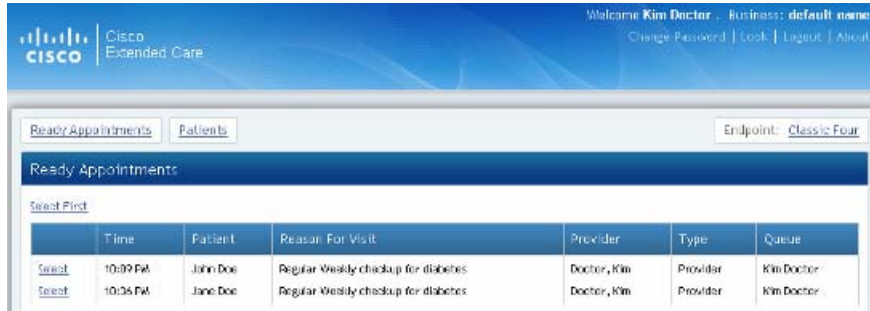 Welcome Kim Doctor . Business: default name
CISCO
Cisco
Extended Care
Change Password | Lock | Logout | About
Ready Appointments Patients Endpoint: Classic Four
Ready Appointments
Select First
Time Patient Reason For Visit Provider Type Queue
Select 10:09 PM John Doe Regular Weekly checkup for diabetes Doctor, Kim Provider Kim Doctor
Select 10:36 PM Jane Doe Regular Weekly checkup for diabetes Doctor, Kim Provider Kim Doctor